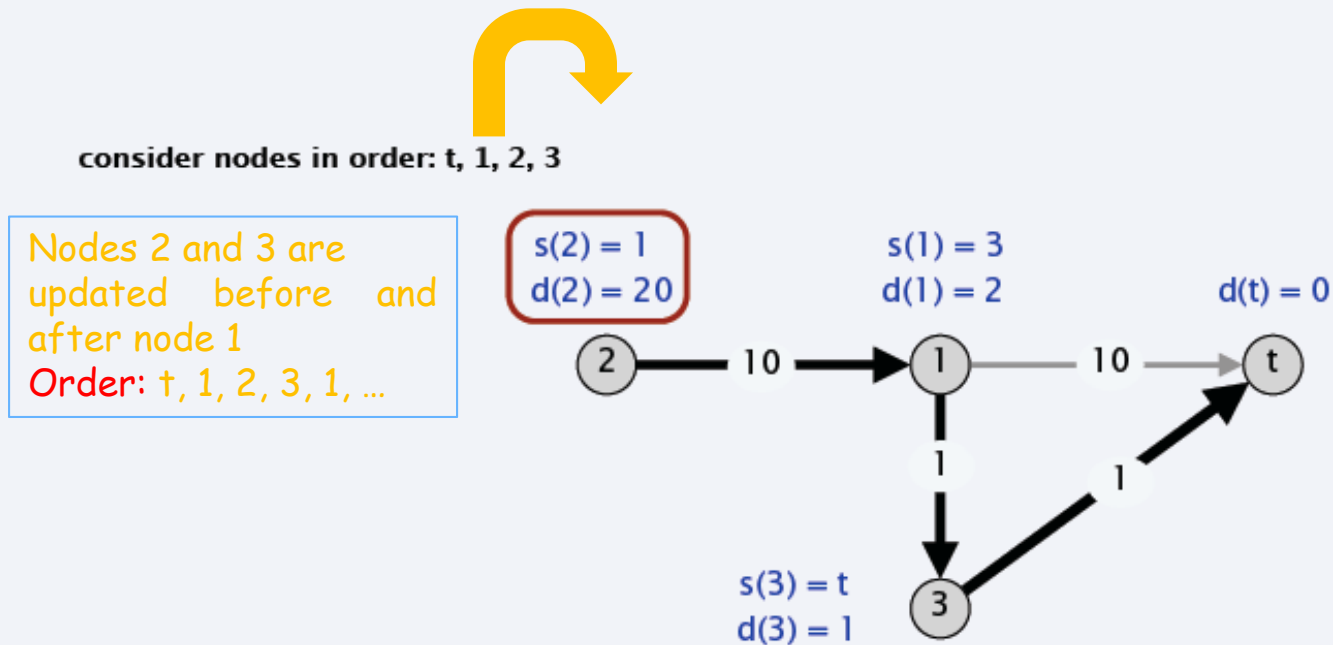 consider nodes in order: t, 1, 2, 3
Nodes 2 and 3 are
updated before and
after node 1
Order: t, 1, 2, 3, 1, ...
s(2) = 1
d(2) = 20
s(1) = 3
d(1) = 2
d(t) = 0
2
10
1
10
t
1
1
s(3) = t
d(3) = 1
3